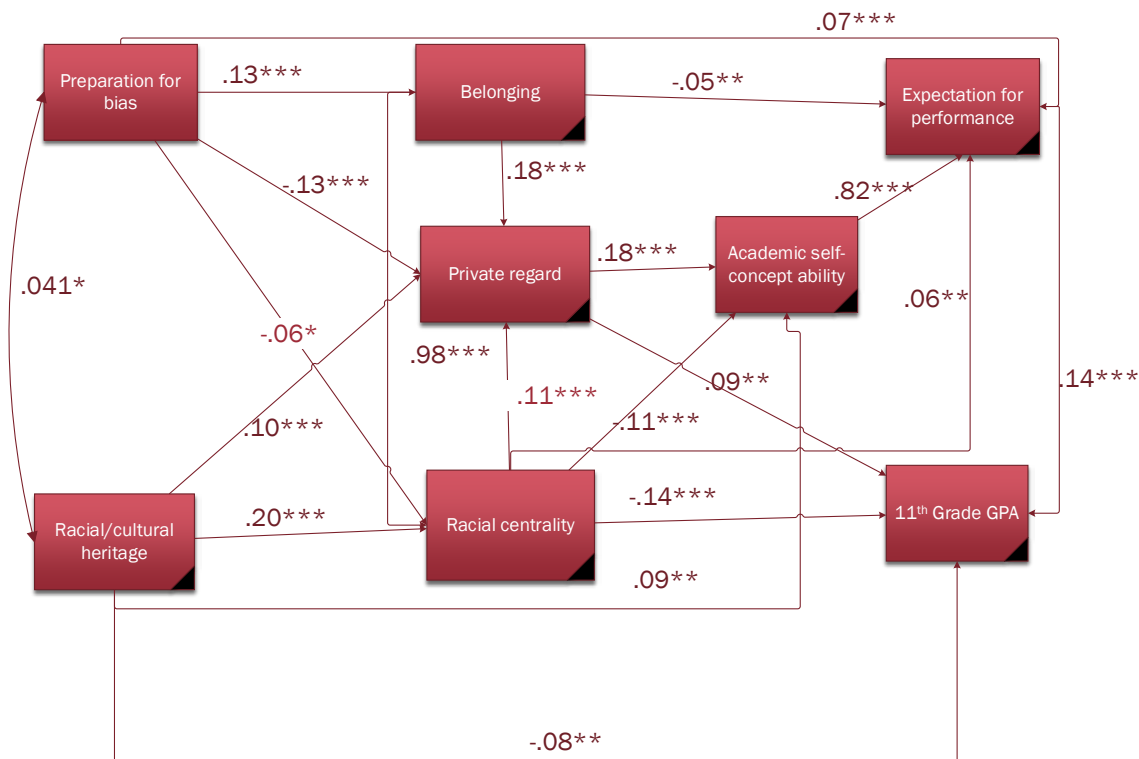 .07***
Preparation for
bias
.13***
Belonging
-.05**
Expectation for
performance
.18***
-.13***
.82***
Private regard
.18***
Academic self-
concept ability
.041*
.06**
-.06*
.98***
.09**
.14***
.11***
.10***
-.11***
Racial/cultural
heritage
.20***
Racial centrality
-.14***
11th Grade GPA
.09**
-.08**